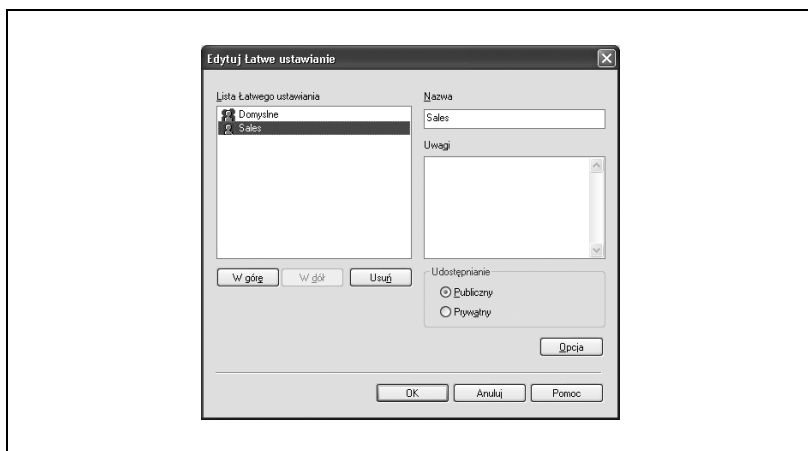 Edytuj Łatwe ustawianie
Lista Łatwego ustawiania
Domyslne
Sales
W górę
W dół
Usuń
Nazwa
Sales
Uwagi
Udostępnianie
Publiczny
Prywatny
Opcja
OK
Anuluj
Pomoc